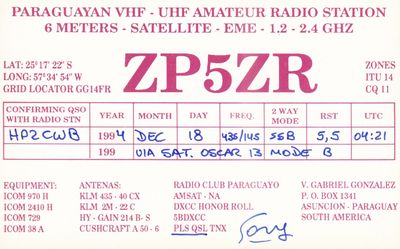 PARAGUAYAN VHF - UHF AMATEUR RADIO STATION
6 METERS - SATELLITE - EME - 1.2 - 2.4 GHZ
LAT: 25° 17' 22" S
LONG: 57° 34' 54" W
GRID LOCATOR GG14FR
ZP5ZR
ZONES
ITU 14
CQ 11
CONFIRMING QSO WITH RADIO STN YEAR MONTH DAY FREQ. 2 WAY MODE RST UTC
HP2CWB 1994 DEC 18 435/145 SSB 5,5 04:21
199 VIA SAT. OSCAR 13 MODE B
EQUIPMENT: ANTENAS: RADIO CLUB PARAGUAYO V. GABRIEL GONZALEZ
ICOM 970 H KLM 435 - 40 CX AMSAT - NA P.O. BOX 1341
ICOM 2410 H KLM 2M - 22 C DXCC HONOR ROLL ASUNCION - PARAGUAY
ICOM 729 HY - GAIN 214 B- S 5BDXCC SOUTH AMERICA
ICOM 38 A CUSHCRAFT A 50 - 6 PLS QSL TNX